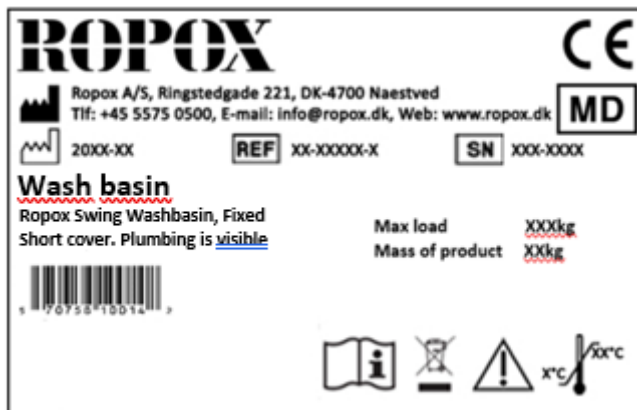 ROPOX CE
Ropox A/S, Ringstedgade 221, DK-4700 Naestved
Tlf: +45 5575 0500, E-mail: info@ropox.dk, Web: www.ropox.dk MD
20XX-XX REF XX-XXXXX-X SN XXX-XXXX
Wash basin
Ropox Swing Washbasin, Fixed
Short cover. Plumbing is visible
Max load XXXkg
Mass of product XXkg
X°C XX°C